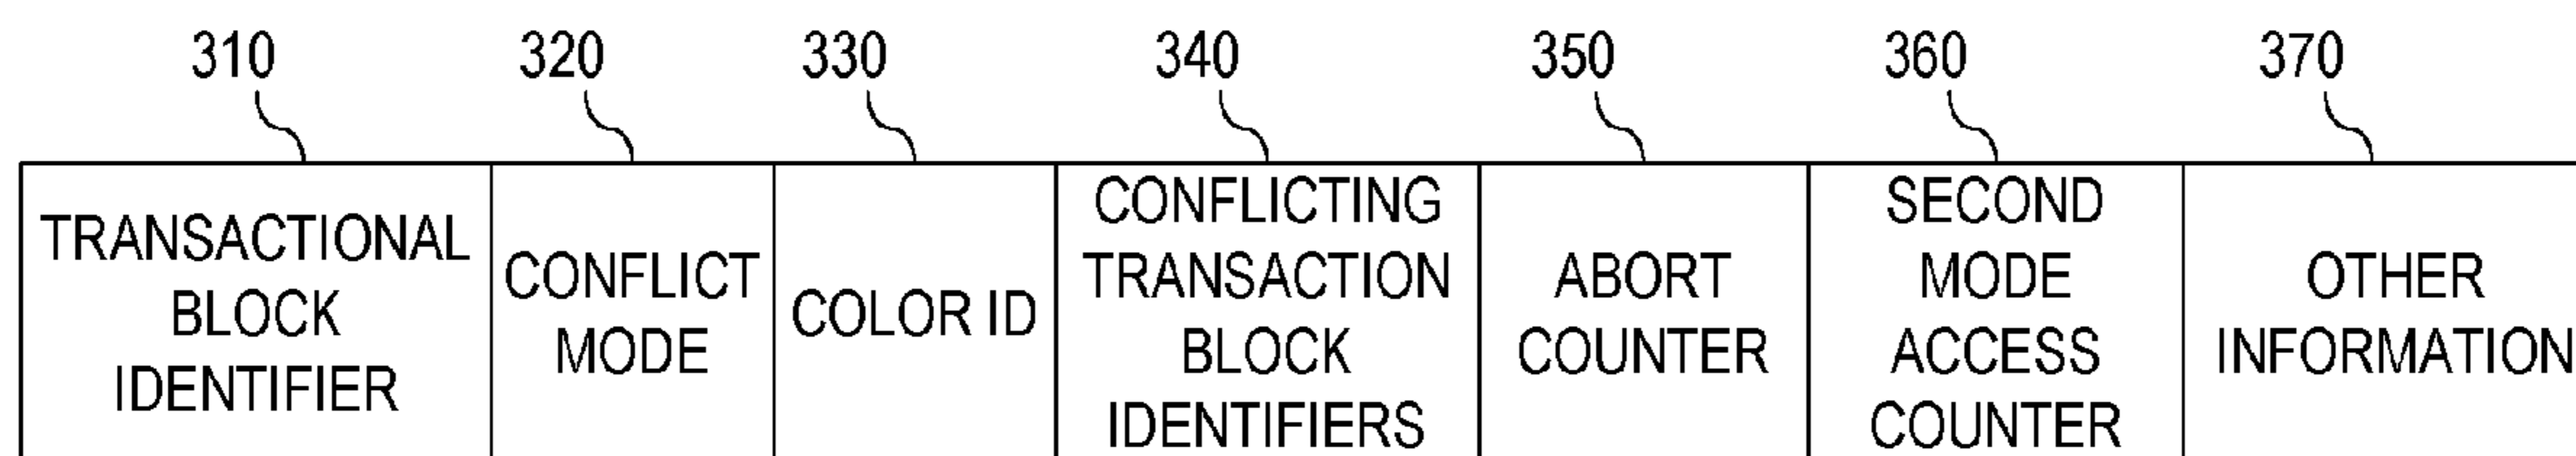 310 320 330 340 350 360 370
TRANSACTIONAL
BLOCK
IDENTIFIER
CONFLICT
MODE
COLOR ID
CONFLICTING
TRANSACTION
BLOCK
IDENTIFIERS
ABORT
COUNTER
SECOND
MODE
ACCESS
COUNTER
OTHER
INFORMATION